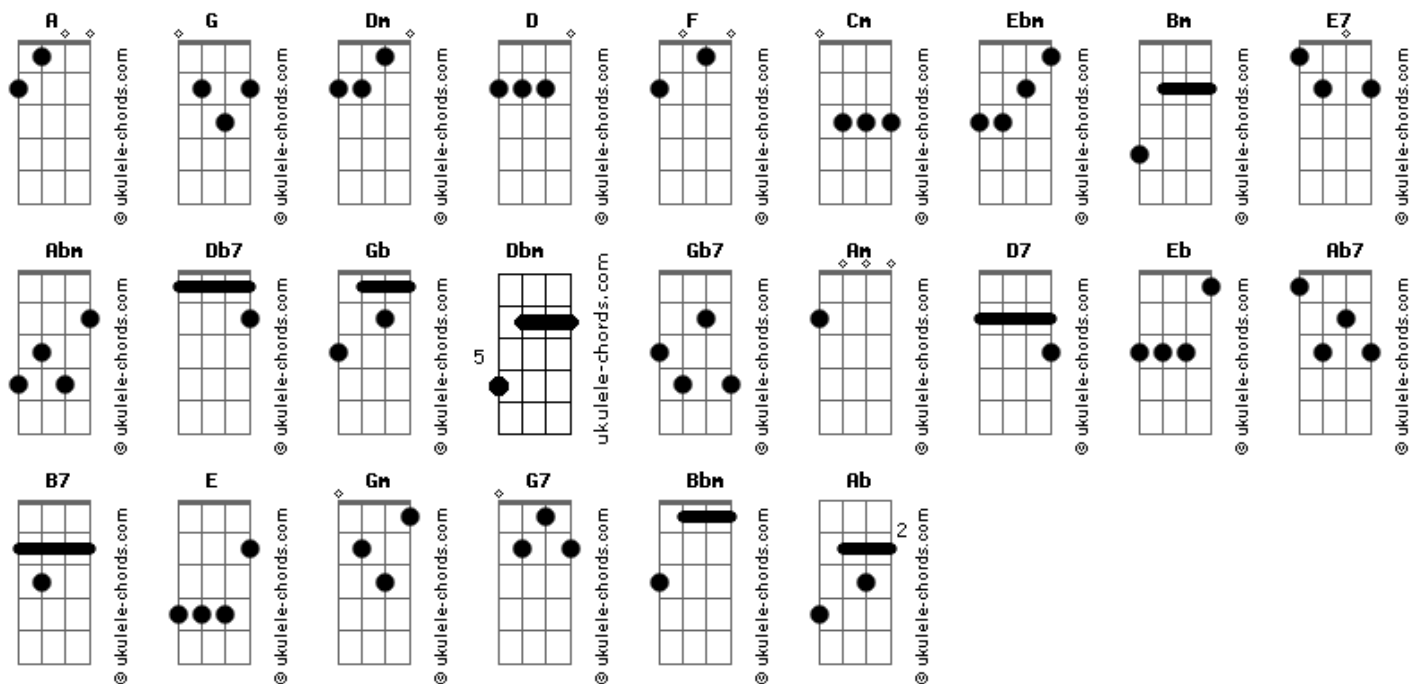 A G Dm D F Cm Ebm Bm E7
© ukulele-chords.com © ukulele-chords.com © ukulele-chords.com © ukulele-chords.com © ukulele-chords.com © ukulele-chords.com © ukulele-chords.com © ukulele-chords.com © ukulele-chords.com
Abm Db7 Gb Dbm Gb7 Am D7 Eb Ab7
© ukulele-chords.com © ukulele-chords.com © ukulele-chords.com 5 ukulele-chords.com © ukulele-chords.com © ukulele-chords.com © ukulele-chords.com © ukulele-chords.com © ukulele-chords.com
B7 E Gm G7 Bbm Ab
© ukulele-chords.com © ukulele-chords.com © ukulele-chords.com © ukulele-chords.com © ukulele-chords.com 2 © ukulele-chords.com